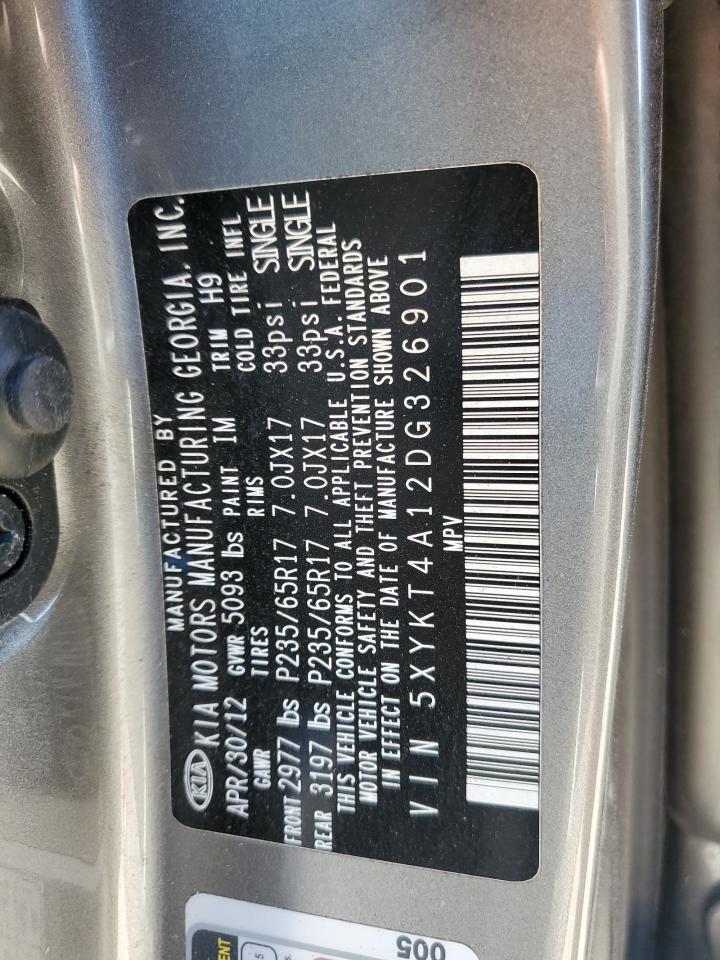 MANUFACTURED BY
KIA KIA MOTORS MANUFACTURING GEORGIA, INC.
APR/30/12 GVWR 5093 lbs PAINT IM TRIM H9
GAWR TIRES RIMS COLD TIRE INFL
FRONT 2977 lbs P235/65R17 7.0JX17 33psi SINGLE
REAR 3197 lbs P235/65R17 7.0JX17 33psi SINGLE
THIS VEHICLE CONFORMS TO ALL APPLICABLE U.S.A. FEDERAL
MOTOR VEHICLE SAFETY AND THEFT PREVENTION STANDARDS
IN EFFECT ON THE DATE OF MANUFACTURE SHOWN ABOVE
VIN 5XYKT4A12DG326901
MPV
005